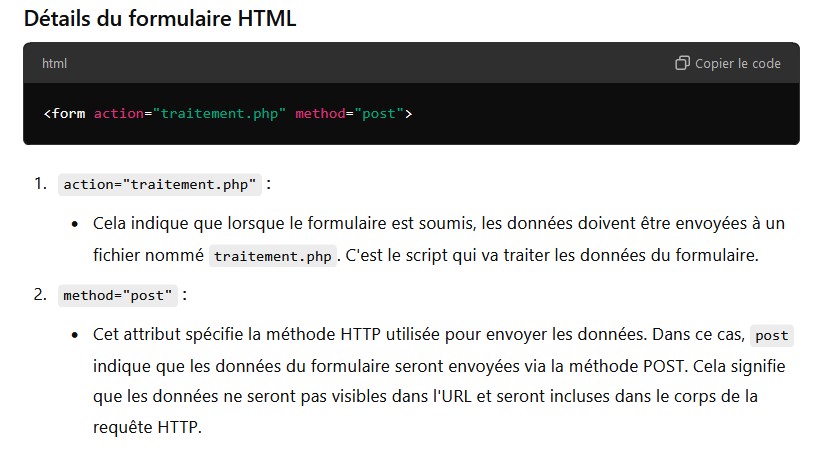 Détails du formulaire HTML
html
Copier le code
<form action="traitement.php" method="post">
1. action="traitement.php" :
• Cela indique que lorsque le formulaire est soumis, les données doivent être envoyées à un
fichier nommé traitement.php. C'est le script qui va traiter les données du formulaire.
2. method="post" :
• Cet attribut spécifie la méthode HTTP utilisée pour envoyer les données. Dans ce cas, post
indique que les données du formulaire seront envoyées via la méthode POST. Cela signifie
que les données ne seront pas visibles dans l'URL et seront incluses dans le corps de la
requête HTTP.